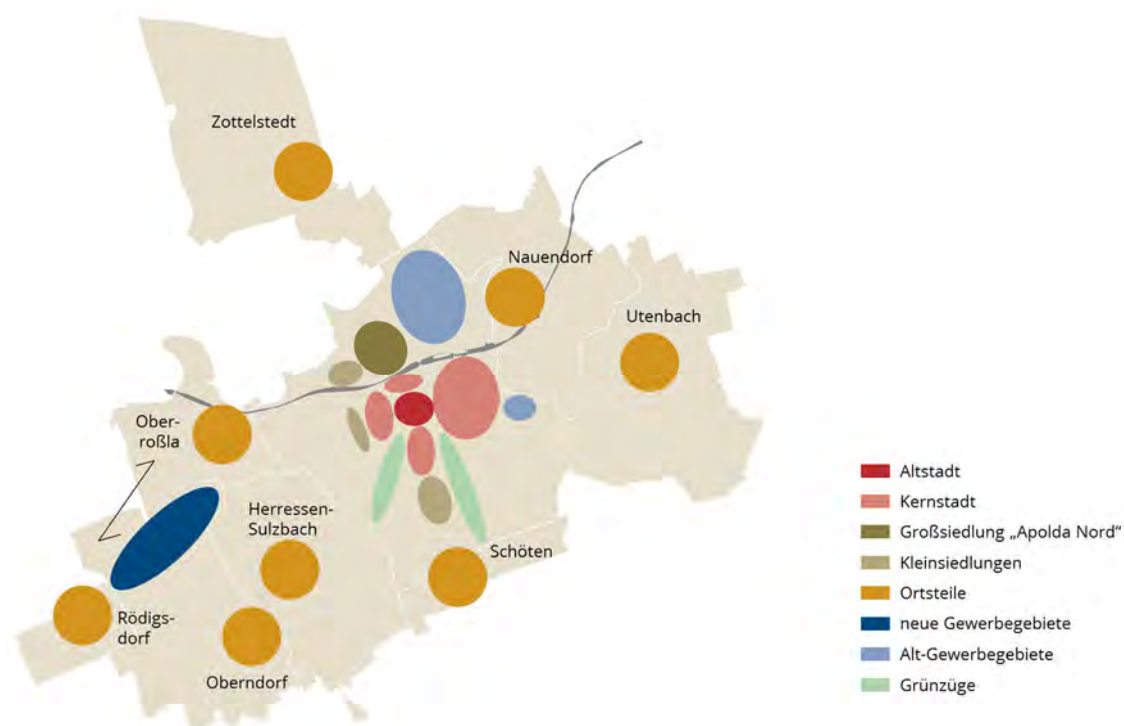 Zottelstedt
Nauendorf
Utenbach
Ober-
roßla
Herressen-
Sulzbach
Schöten
Rödigs-
dorf
Oberndorf
Altstadt
Kernstadt
Großsiedlung „Apolda Nord“
Kleinsiedlungen
Ortsteile
neue Gewerbegebiete
Alt-Gewerbegebiete
Grünzüge